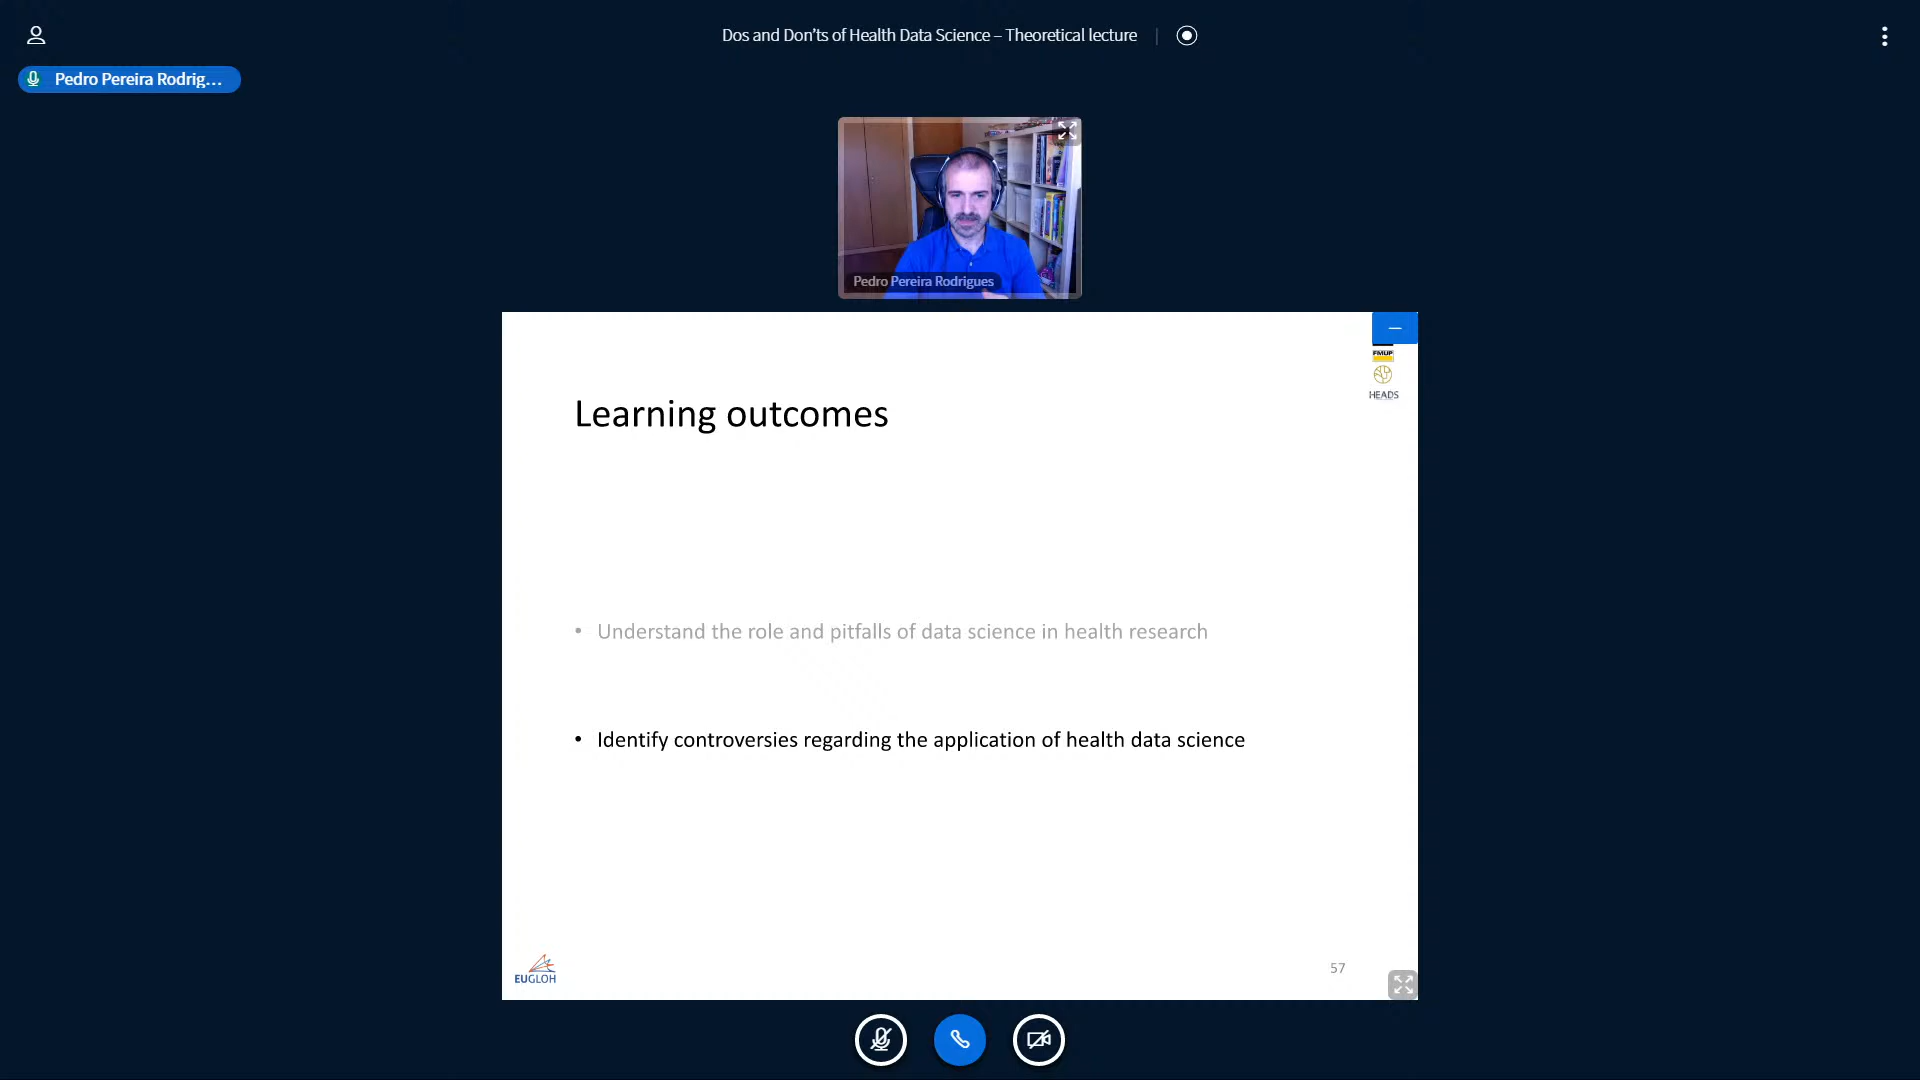 Dos and Don'ts of Health Data Science – Theoretical lecture
Pedro Pereira Rodrig...
Pedro Pereira Rodrigues
FMUP
HEADS
Learning outcomes
• Understand the role and pitfalls of data science in health research
• Identify controversies regarding the application of health data science
EUGLOH
57